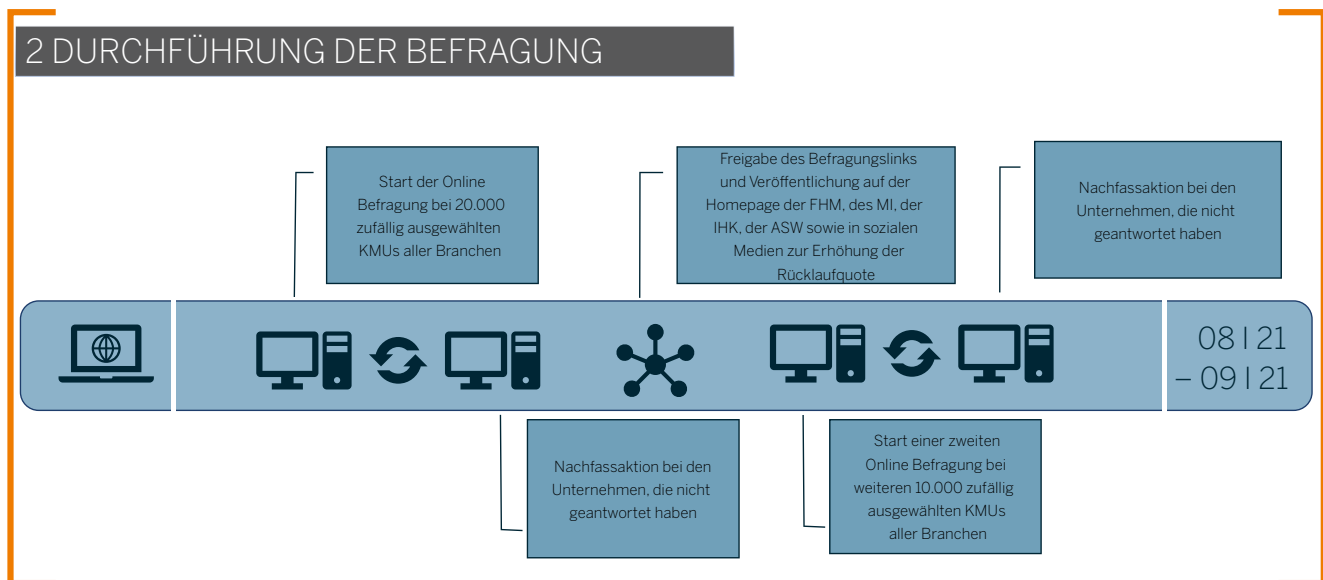 2 DURCHFÜHRUNG DER BEFRAGUNG
Start der Online
Befragung bei 20.000
zufällig ausgewählten
KMUs aller Branchen
Freigabe des Befragungslinks
und Veröffentlichung auf der
Homepage der FHM, des MI, der
IHK, der ASW sowie in sozialen
Medien zur Erhöhung der
Rücklaufquote
Nachfassaktion bei den
Unternehmen, die nicht
geantwortet haben
08 I 21
– 09 I 21
Nachfassaktion bei den
Unternehmen, die nicht
geantwortet haben
Start einer zweiten
Online Befragung bei
weiteren 10.000 zufällig
ausgewählten KMUs
aller Branchen